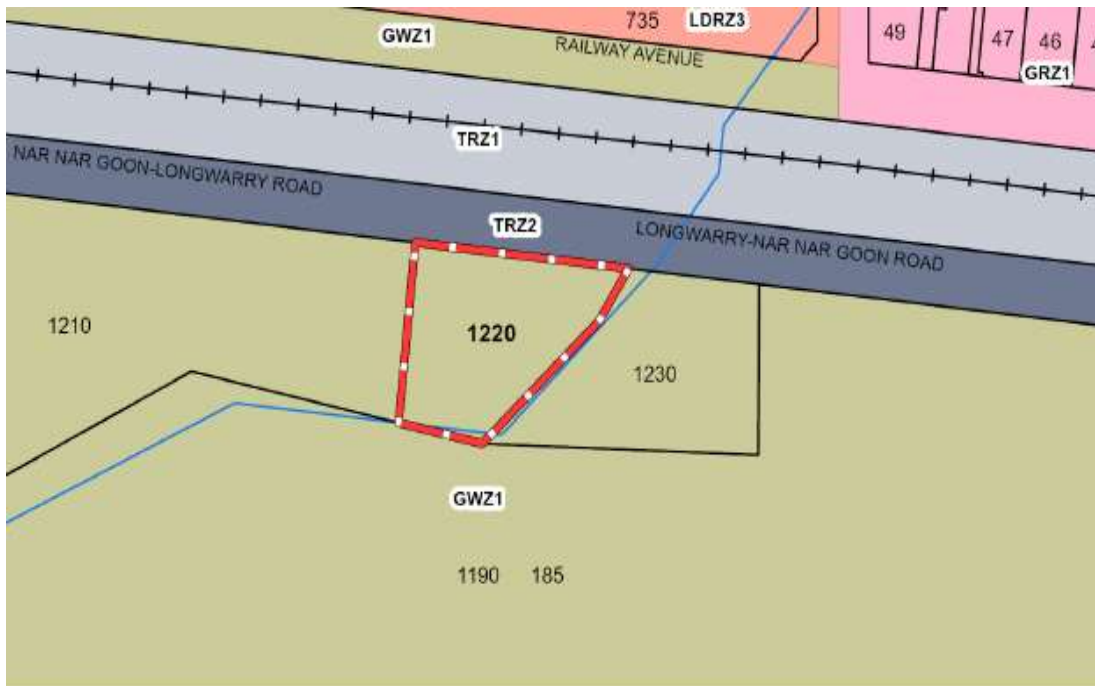 735
LDRZ3
GWZ1
RAILWAY AVENUE
49
47
46
GRZ1
TRZ1
NAR NAR GOON-LONGWARRY ROAD
TRZ2
LONGWARRY-NAR NAR GOON ROAD
1210
1220
1230
GWZ1
1190 185